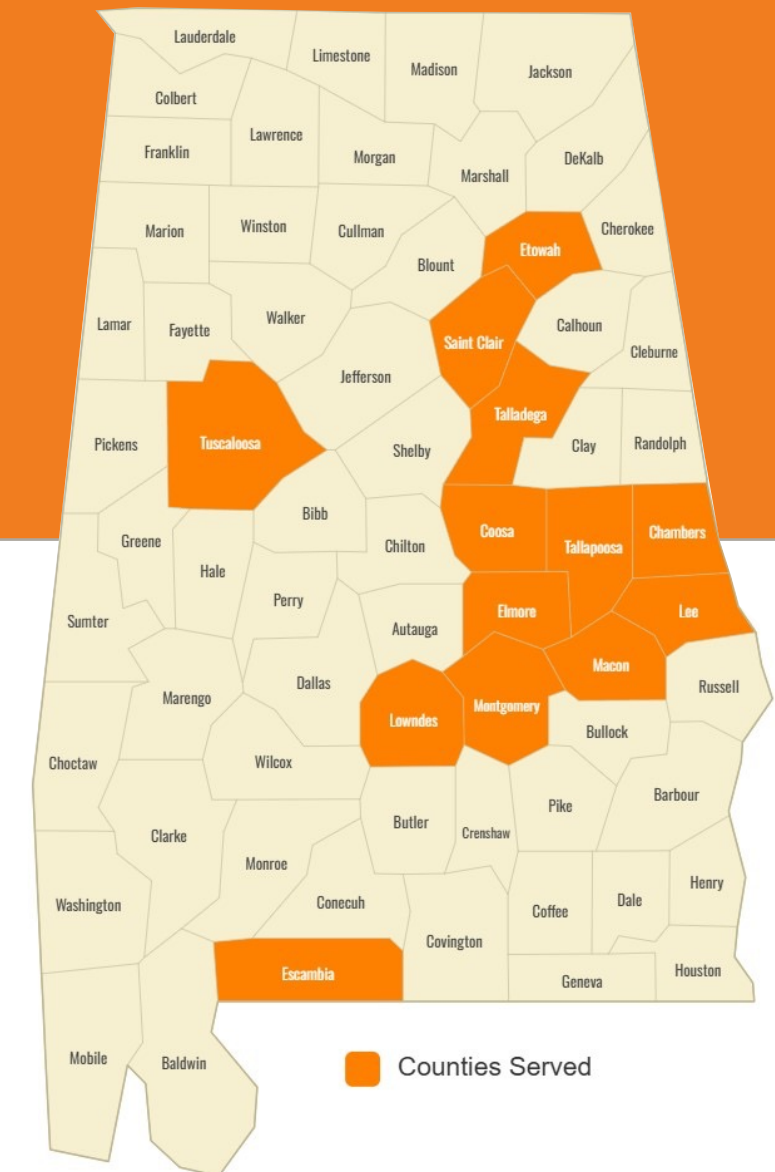 Lauderdale
Limestone
Madison
Jackson
Colbert
Lawrence
Franklin
Morgan
DeKalb
Marshall
Marion
Winston
Cullman
Cherokee
Etowah
Blount
Lamar
Fayette
Walker
Calhoun
Saint Clair
Cleburne
Jefferson
Talladega
Pickens
Tuscaloosa
Shelby
Clay
Randolph
Bibb
Coosa
Chambers
Greene
Chilton
Tallapoosa
Hale
Perry
Elmore
Lee
Sumter
Autauga
Macon
Dallas
Russell
Marengo
Montgomery
Lowndes
Bullock
Choctaw
Wilcox
Barbour
Pike
Butler
Crenshaw
Clarke
Monroe
Henry
Conecuh
Dale
Washington
Coffee
Covington
Escambia
Houston
Geneva
Mobile
Baldwin
Counties Served